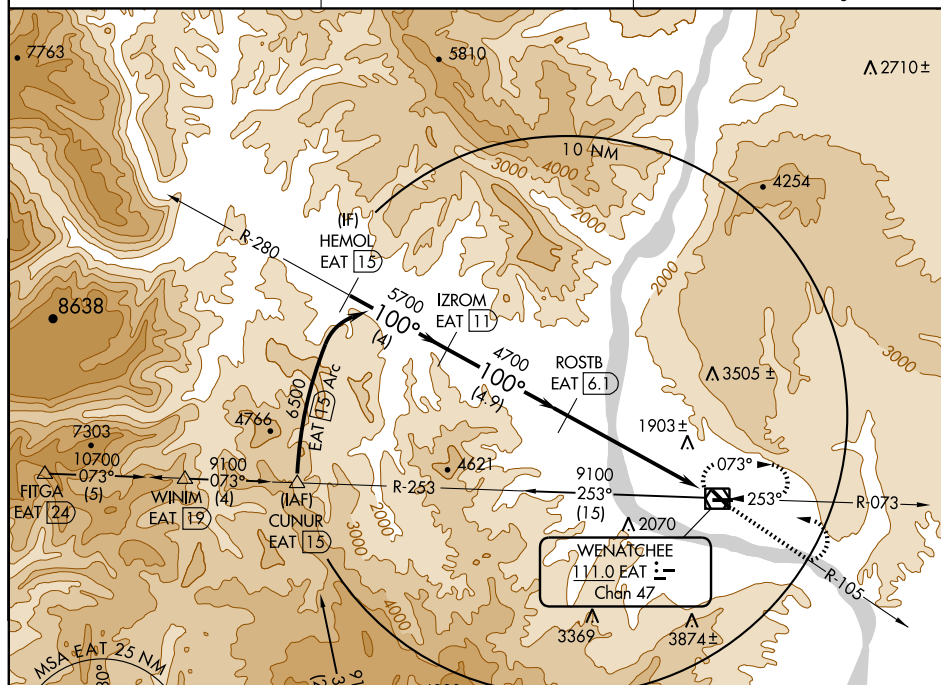 7763
5810
2710 ±
10 NM
3000
4000
4254
2000
(IF)
HEMOL
EAT 15
R-280
8638
5700
100°
(4)
IZROM
EAT 11
2000
3000
4700
100°
(4.9)
ROSTB
EAT 6.1
3505 ±
6500
EAT 15 Arc
4766
7303
10700
073°
(5)
FITGA
EAT 24
9100
073°
(4)
WINIM
EAT 19
(IAF)
CUNUR
EAT 15
R-253
4621
3000
2000
9100
253°
(15)
1903 ±
073°
253°
R-073
2070
WENATCHEE
111.0 EAT
Chan 47
R-105
3369
3874 ±
4000
MSA EAT 25 NM